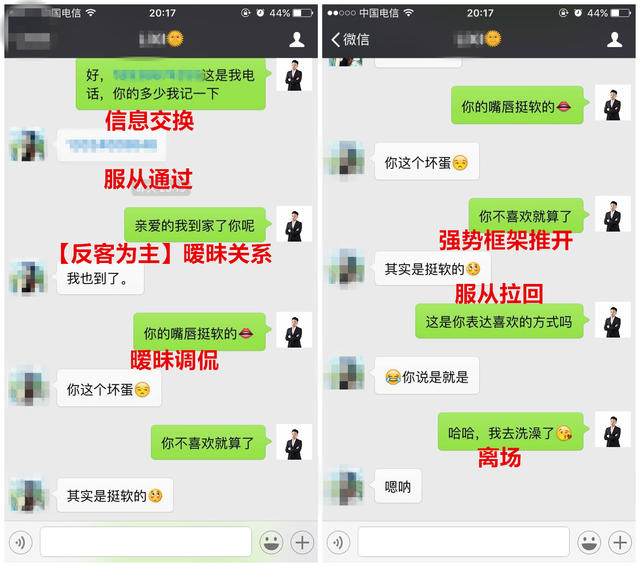 中国电信
20:17
44%
好，这是我电
话，你的多少我记一下
信息交换
服从通过
亲爱的我到家了你呢
【反客为主】暧昧关系
我也到了。
你的嘴唇挺软的👄
暧昧调侃
你这个坏蛋😒
你不喜欢就算了
其实是挺软的😢
中国电信
20:17
44%
微信
你的嘴唇挺软的👄
你这个坏蛋😒
你不喜欢就算了
强势框架推开
其实是挺软的😢
服从拉回
这是你表达喜欢的方式吗
😂你说是就是
哈哈，我去洗澡了😘
离场
嗯呐